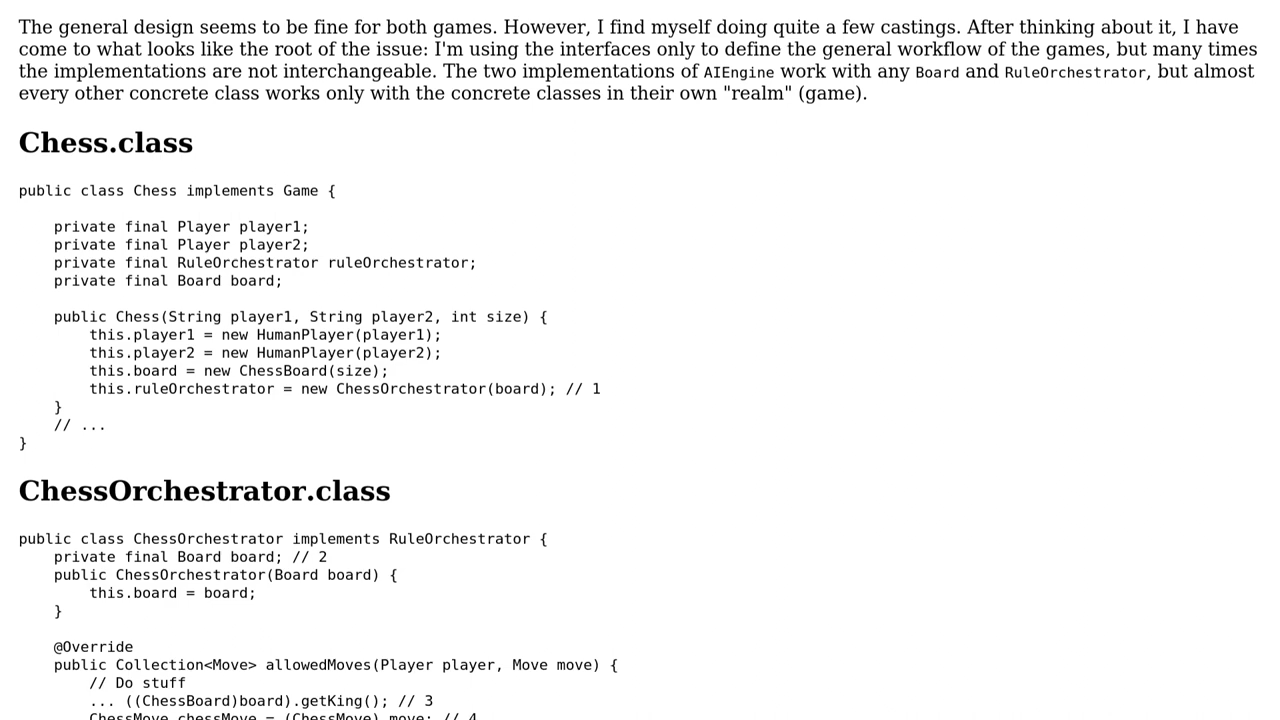 The general design seems to be fine for both games. However, I find myself doing quite a few castings. After thinking about it, I have
come to what looks like the root of the issue: I'm using the interfaces only to define the general workflow of the games, but many times
the implementations are not interchangeable. The two implementations of AIEngine work with any Board and RuleOrchestrator, but almost
every other concrete class works only with the concrete classes in their own "realm" (game).
Chess.class
public class Chess implements Game {
    private final Player player1;
    private final Player player2;
    private final RuleOrchestrator ruleOrchestrator;
    private final Board board;
    public Chess(String player1, String player2, int size) {
        this.player1 = new HumanPlayer(player1);
        this.player2 = new HumanPlayer(player2);
        this.board = new ChessBoard(size);
        this.ruleOrchestrator = new ChessOrchestrator(board); // 1
    }
    // ...
}
ChessOrchestrator.class
public class ChessOrchestrator implements RuleOrchestrator {
    private final Board board; // 2
    public ChessOrchestrator(Board board) {
        this.board = board;
    }
    @Override
    public Collection<Move> allowedMoves(Player player, Move move) {
        // Do stuff
        ... ((ChessBoard)board).getKing(); // 3
        ChessMove chessMove = (ChessMove) move; // 4